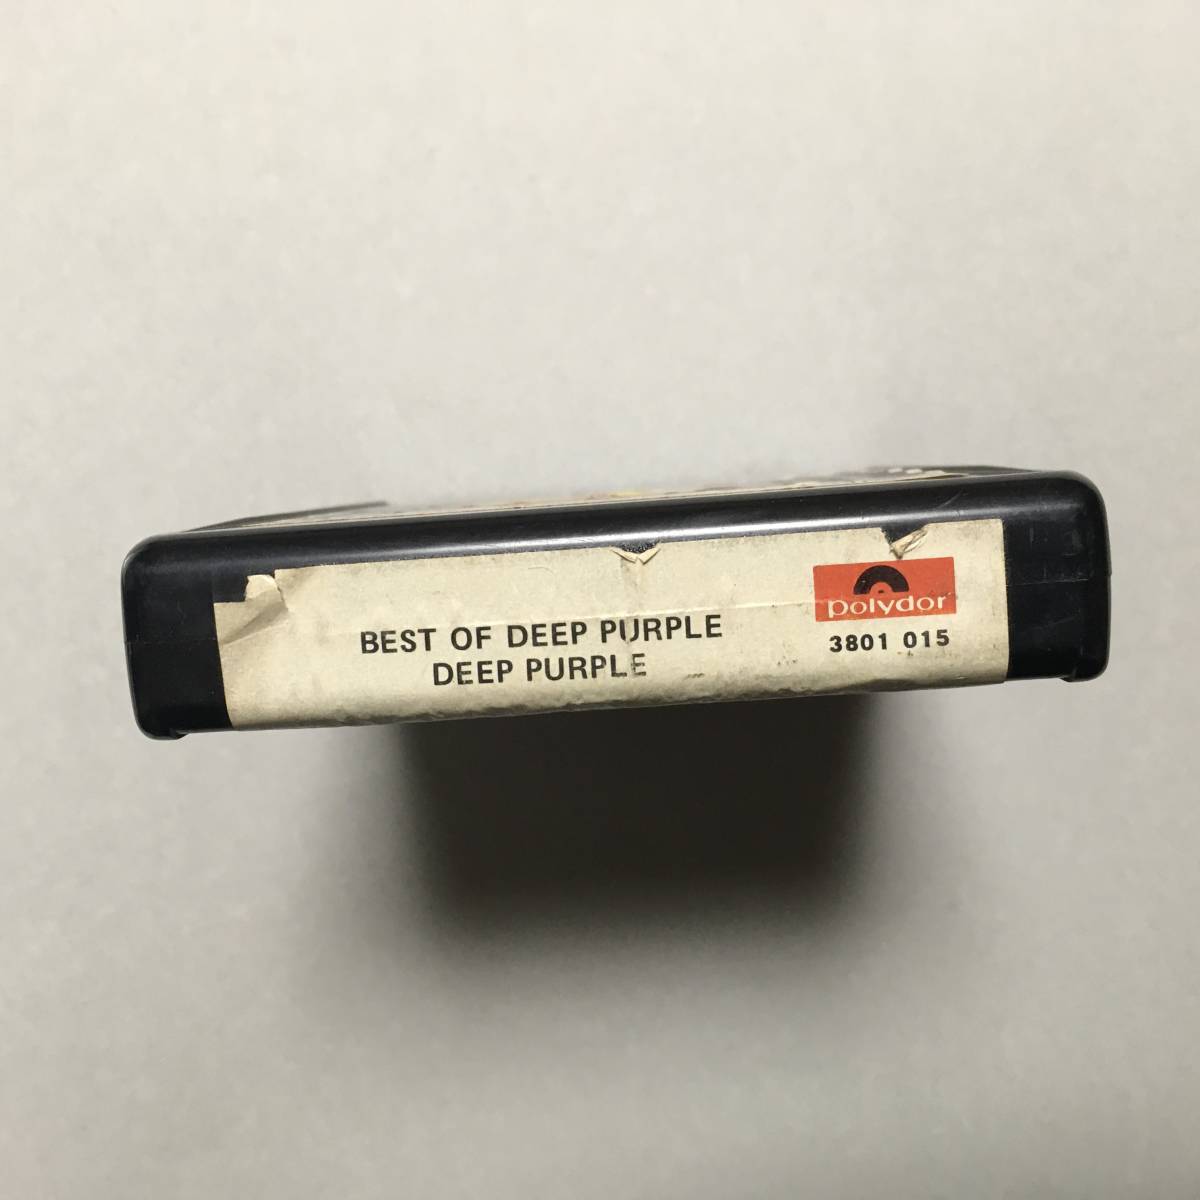 BEST OF DEEP PURPLE
DEEP PURPLE
polydor
3801 015